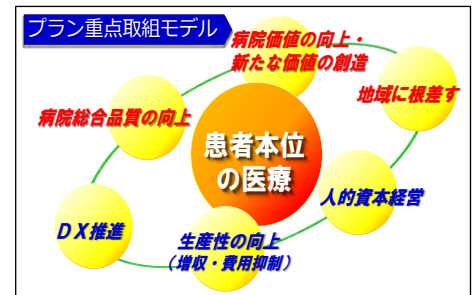 プラン重点取組モデル
病院価値の向上・
新たな価値の創造
地域に根差す
病院総合品質の向上
患者本位
の医療
人的資本経営
ＤＸ推進
生産性の向上
（増収・費用抑制）